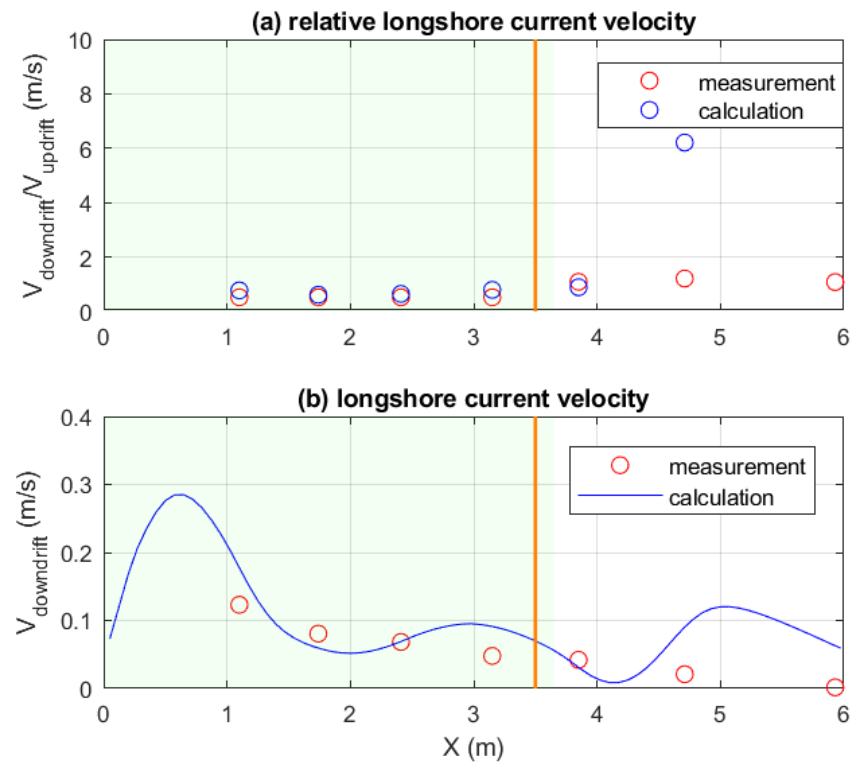 (a) relative longshore current velocity
V_downdrift/V_updrift (m/s)
10
8
6
4
2
0
measurement
calculation
0 1 2 3 4 5 6
(b) longshore current velocity
V_downdrift (m/s)
0.4
0.3
0.2
0.1
0
measurement
calculation
0 1 2 3 4 5 6
X (m)